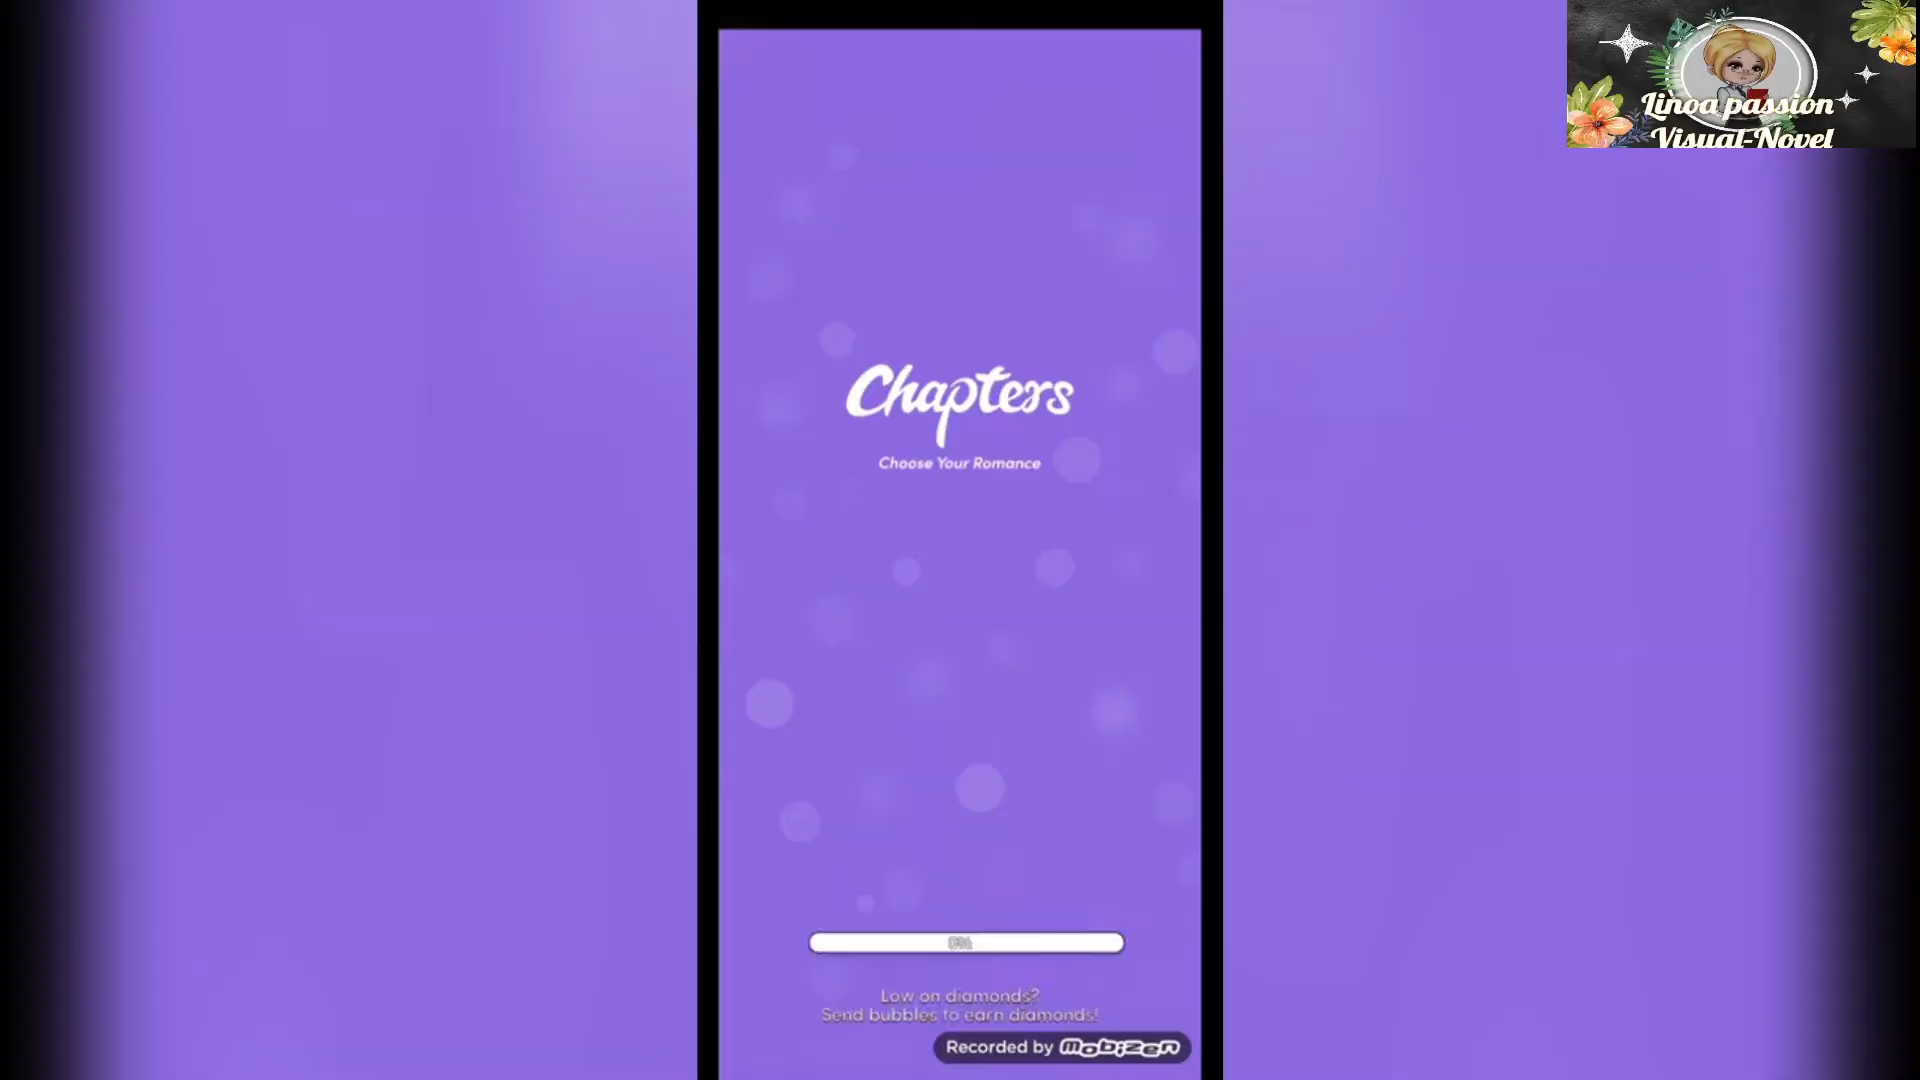 Linoa passion
Visual-Novel
Chapters
Choose Your Romance
Low on diamonds?
Send bubbles to earn diamonds!
Recorded by mobizen